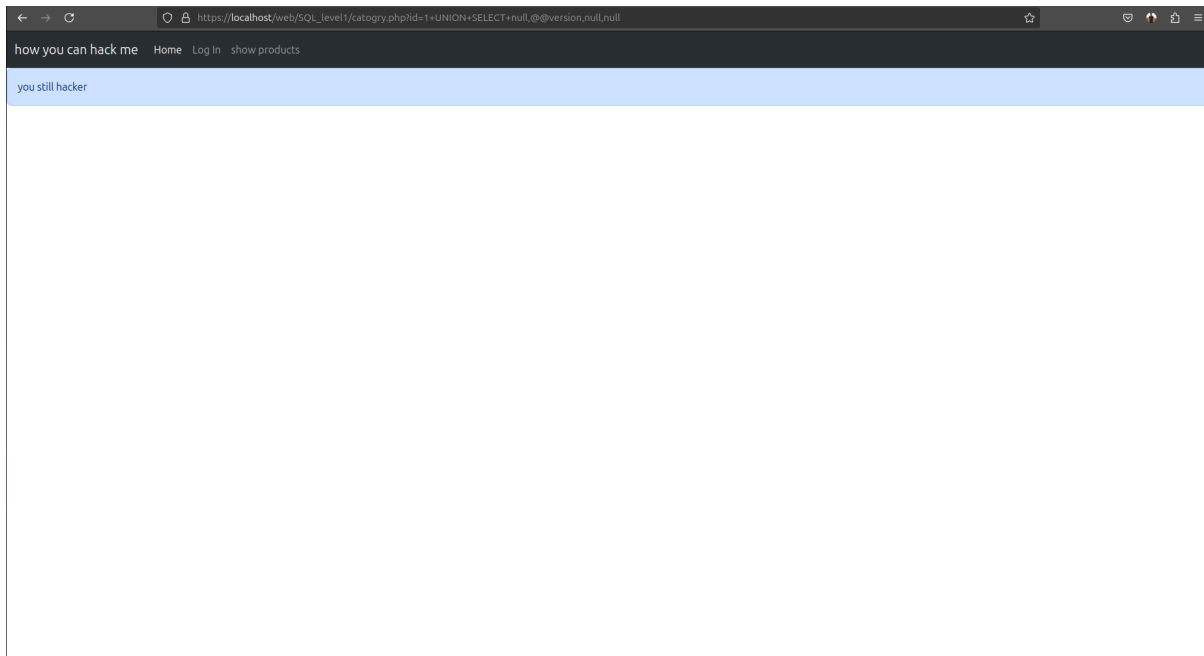 https://localhost/web/SQL_level1/catogry.php?id=1+UNION+SELECT+null,@@version,null,null
how you can hack me Home Log In show products
you still hacker